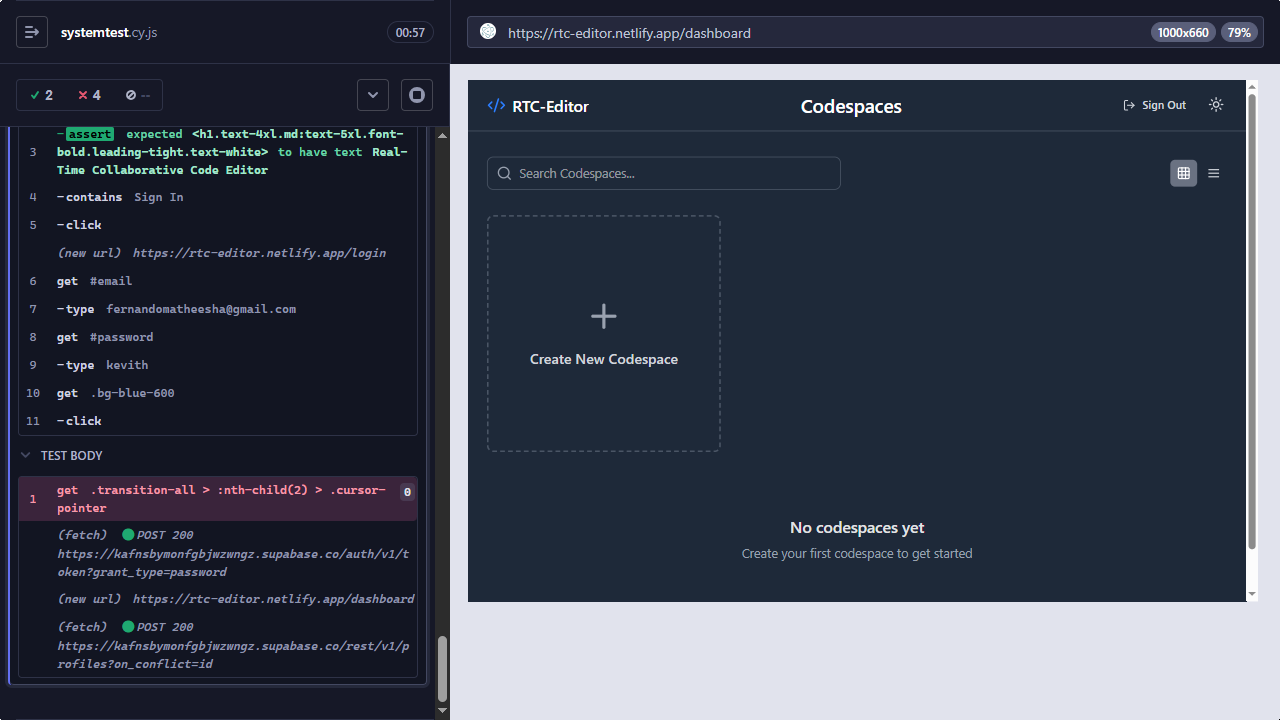 systemtest.cy.js
00:57
2
4
--
-assert expected <h1.text-4xl.md:text-5xl.font-
3
bold.leading-tight.text-white> to have text Real-
Time Collaborative Code Editor
4 -contains Sign In
5 -click
(new url) https://rtc-editor.netlify.app/login
6 get #email
7 -type fernandomatheesha@gmail.com
8 get #password
9 -type kevith
10 get .bg-blue-600
11 -click
TEST BODY
1
get .transition-all > :nth-child(2) > .cursor-
pointer
0
(fetch) POST 200
https://kafnsbymonfgbjwzwngz.supabase.co/auth/v1/t
oken?grant_type=password
(new url) https://rtc-editor.netlify.app/dashboard
(fetch) POST 200
https://kafnsbymonfgbjwzwngz.supabase.co/rest/v1/p
rofiles?on_conflict=id
https://rtc-editor.netlify.app/dashboard
1000x660
79%
</> RTC-Editor
Codespaces
Sign Out
Search Codespaces...
Create New Codespace
No codespaces yet
Create your first codespace to get started